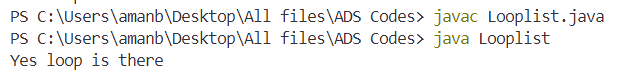 PS C:\Users\amanb\Desktop\All files\ADS Codes> javac Looplist.java
PS C:\Users\amanb\Desktop\All files\ADS Codes> java Looplist
Yes loop is there